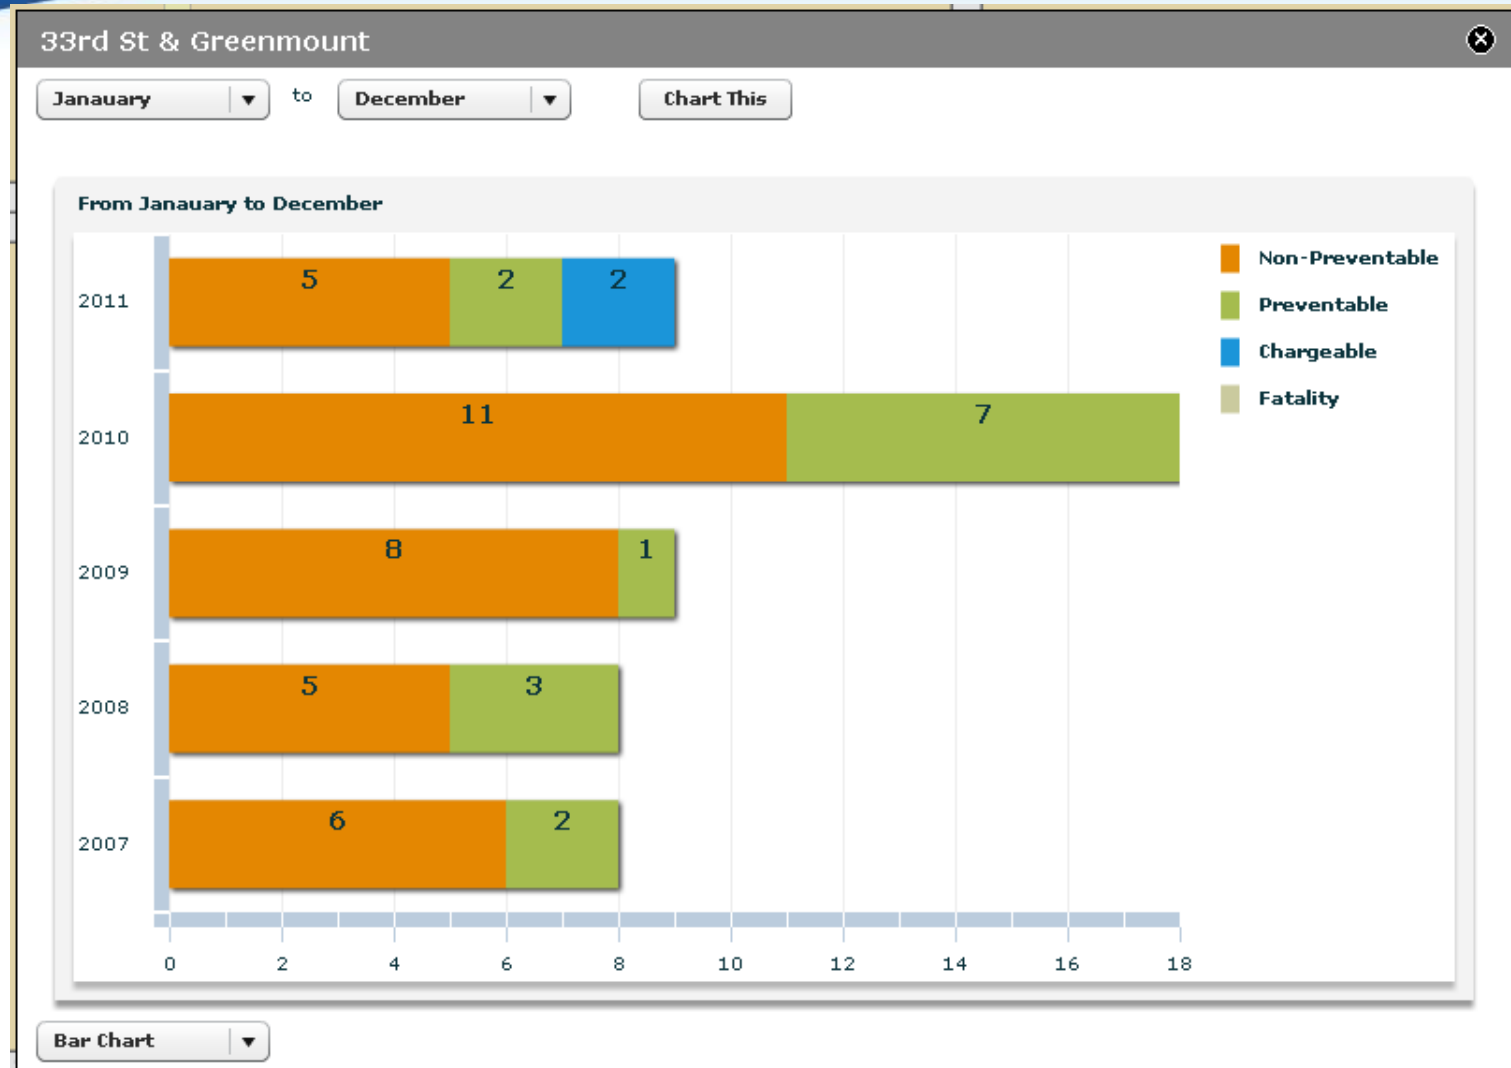 33rd St & Greenmount
Janauary to December Chart This
From Janauary to December
Non-Preventable
Preventable
Chargeable
Fatality
2011 5 2 2
2010 11 7
2009 8 1
2008 5 3
2007 6 2
0 2 4 6 8 10 12 14 16 18
Bar Chart